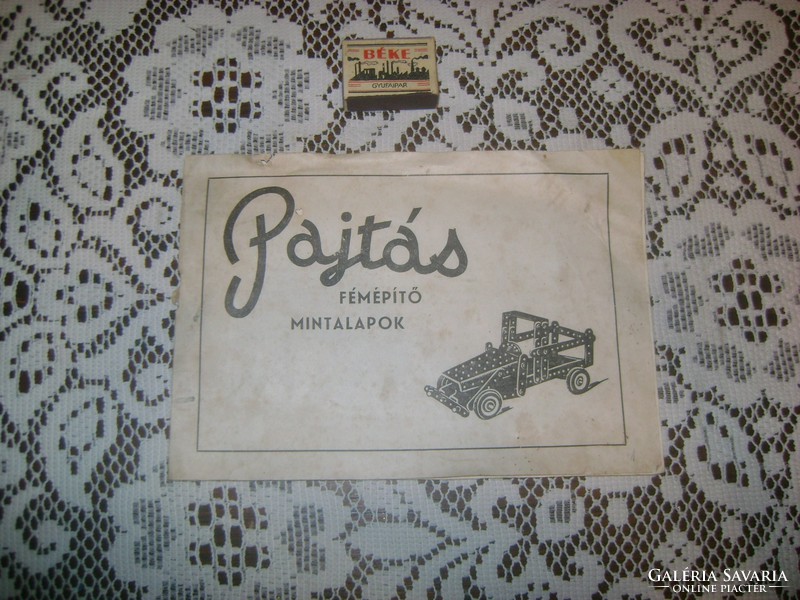 BÉKE
GYUFAIPAR
Pajtás
FÉMÉPÍTŐ
MINTALAPOK
GALÉRIA SAVARIA
ONLINE PIACTÉR